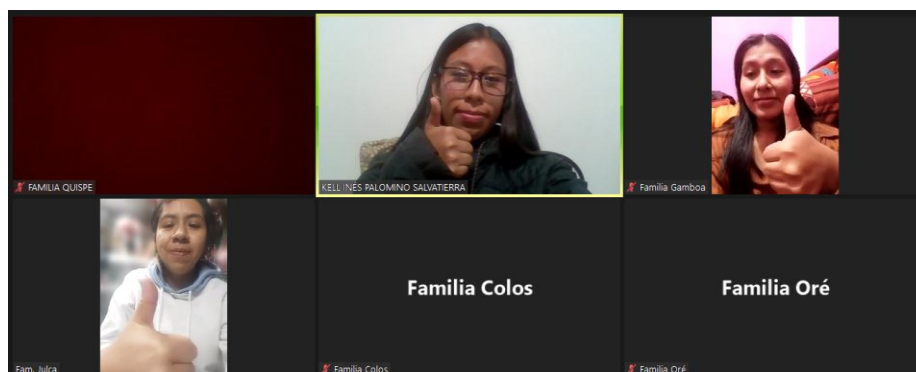 FAMILIA QUISPE
KELL INES PALOMINO SALVATIERRA
Familia Gamboa
Fam. Julca
Familia Colos
Familia Colos
Familia Oré
Familia Oré